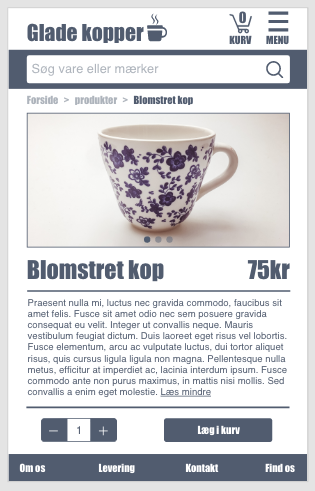 Glade kopper
0
KURV MENU
Søg vare eller mærker
Forside > produkter > Blomstret kop
Blomstret kop 75kr
Praesent nulla mi, luctus nec gravida commodo, faucibus sit
amet felis. Fusce sit amet odio nec sem posuere gravida
consequat eu velit. Integer ut convallis neque. Mauris
vestibulum feugiat dictum. Duis laoreet eget risus vel lobortis.
Fusce elementum, arcu ac vulputate luctus, dui tortor aliquet
risus, quis cursus ligula ligula non magna. Pellentesque nulla
metus, efficitur at imperdiet ac, lacinia interdum ipsum. Fusce
commodo ante non purus maximus, in mattis nisi mollis. Sed
convallis a enim eget molestie. Læs mindre
— 1 + Læg i kurv
Om os Levering Kontakt Find os